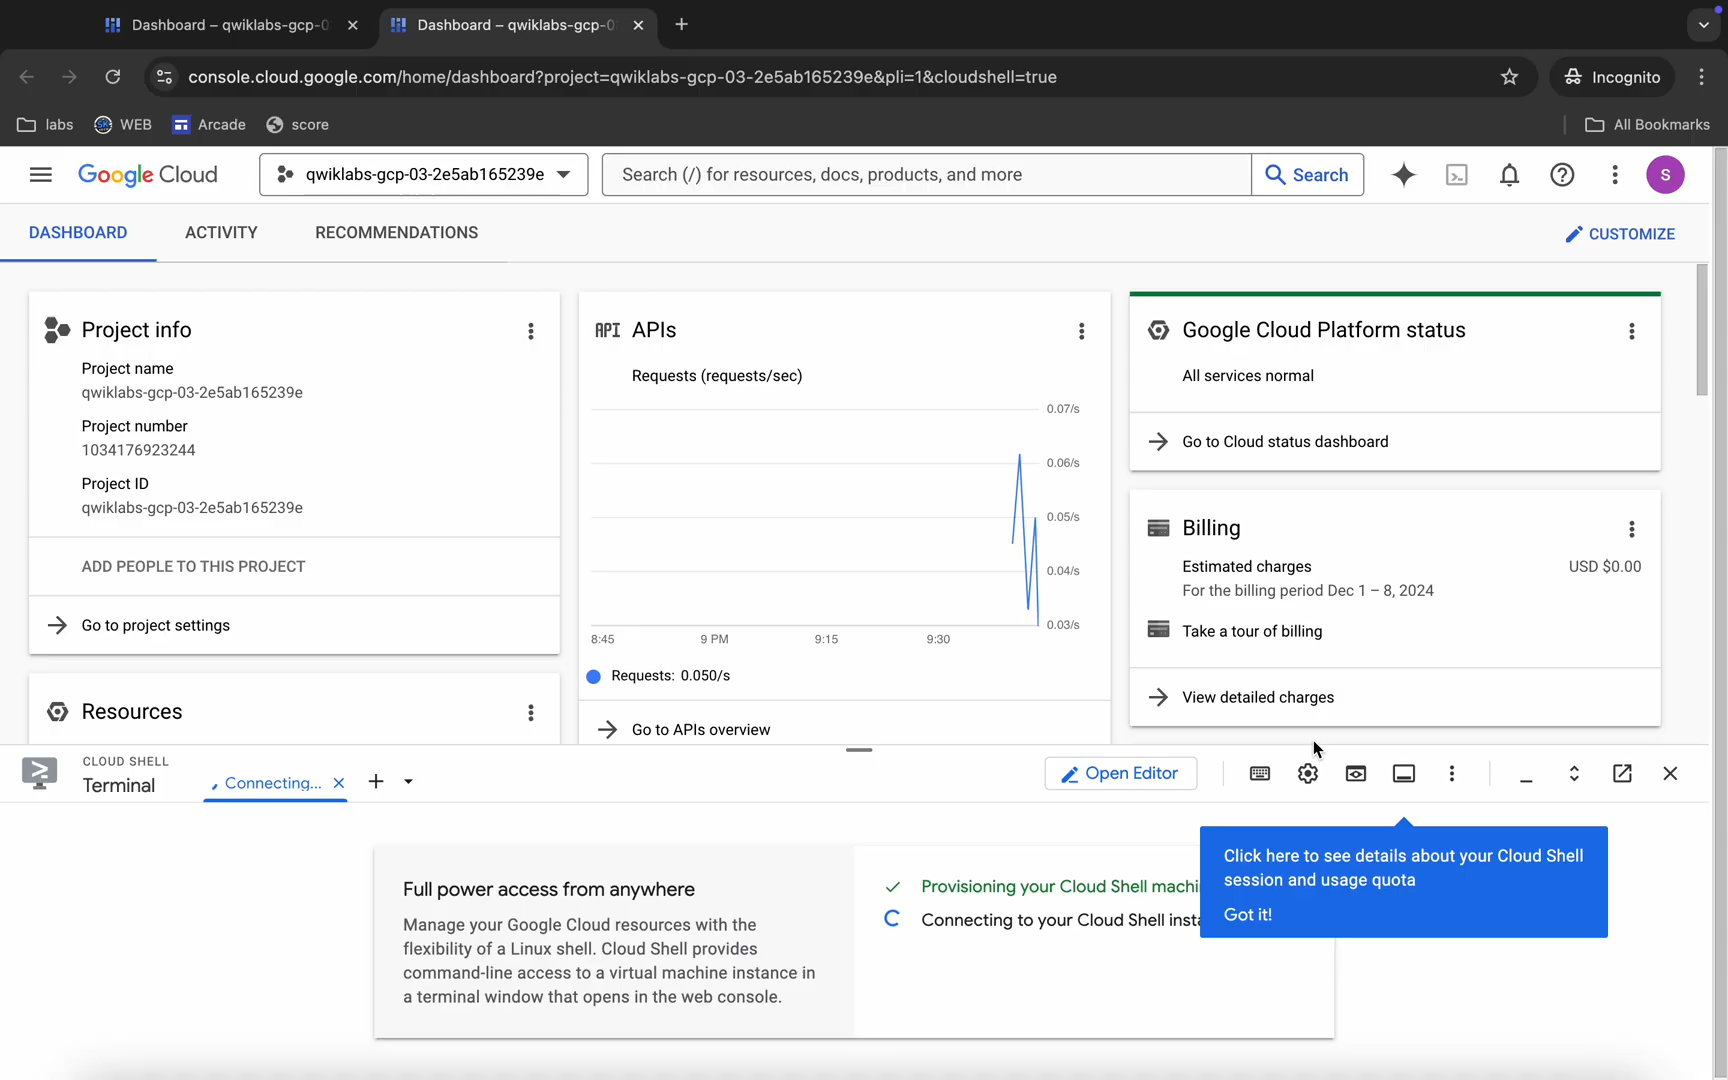 Dashboard – qwiklabs-gcp-0
Dashboard – qwiklabs-gcp-0
console.cloud.google.com/home/dashboard?project=qwiklabs-gcp-03-2e5ab165239e&pli=1&cloudshell=true
Incognito
labs
WEB
Arcade
score
All Bookmarks
Google Cloud
qwiklabs-gcp-03-2e5ab165239e
Search (/) for resources, docs, products, and more
Search
S
DASHBOARD
ACTIVITY
RECOMMENDATIONS
CUSTOMIZE
Project info
Project name
qwiklabs-gcp-03-2e5ab165239e
Project number
1034176923244
Project ID
qwiklabs-gcp-03-2e5ab165239e
ADD PEOPLE TO THIS PROJECT
Go to project settings
Resources
API APIs
Requests (requests/sec)
0.07/s
0.06/s
0.05/s
0.04/s
0.03/s
8:45
9 PM
9:15
9:30
Requests: 0.050/s
Go to APIs overview
Google Cloud Platform status
All services normal
Go to Cloud status dashboard
Billing
Estimated charges
USD $0.00
For the billing period Dec 1 – 8, 2024
Take a tour of billing
View detailed charges
CLOUD SHELL
Terminal
Connecting...
Open Editor
Full power access from anywhere
Manage your Google Cloud resources with the
flexibility of a Linux shell. Cloud Shell provides
command-line access to a virtual machine instance in
a terminal window that opens in the web console.
Provisioning your Cloud Shell machi
Connecting to your Cloud Shell insta
Click here to see details about your Cloud Shell
session and usage quota
Got it!